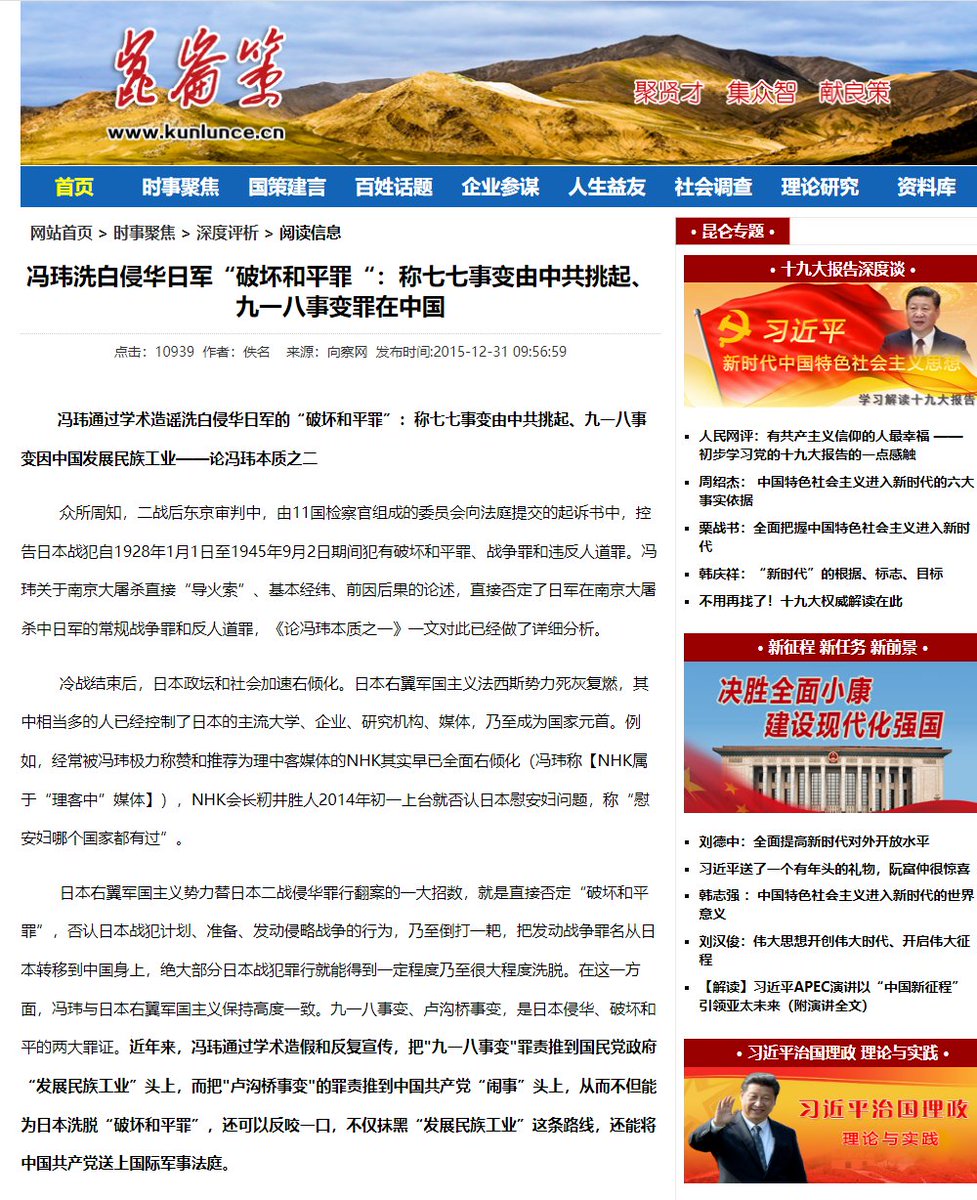 昆仑策
www.kunlunce.cn
聚贤才 集众智 献良策
首页 时事聚焦 国策建言 百姓话题 企业参谋 人生益友 社会调查 理论研究 资料库
网站首页 > 时事聚焦 > 深度评析 > 阅读信息
冯玮洗白侵华日军“破坏和平罪“：称七七事变由中共挑起、
九一八事变罪在中国
点击：10939 作者：佚名 来源：向察网 发布时间:2015-12-31 09:56:59
冯玮通过学术造谣洗白侵华日军的“破坏和平罪”：称七七事变由中共挑起、九一八事
变因中国发展民族工业——论冯玮本质之二
众所周知，二战后东京审判中，由11国检察官组成的委员会向法庭提交的起诉书中，控
告日本战犯自1928年1月1日至1945年9月2日期间犯有破坏和平罪、战争罪和违反人道罪。冯
玮关于南京大屠杀直接“导火索”、基本经纬、前因后果的论述，直接否定了日军在南京大屠
杀中日军的常规战争罪和反人道罪，《论冯玮本质之一》一文对此已经做了详细分析。
冷战结束后，日本政坛和社会加速右倾化。日本右翼军国主义法西斯势力死灰复燃，其
中相当多的人已经控制了日本的主流大学、企业、研究机构、媒体，乃至成为国家元首。例
如，经常被冯玮极力称赞和推荐为理中客媒体的NHK其实早已全面右倾化（冯玮称【NHK属
于“理客中”媒体】），NHK会长籾井胜人2014年初一上台就否认日本慰安妇问题，称“慰
安妇哪个国家都有过”。
日本右翼军国主义势力替日本二战侵华罪行翻案的一大招数，就是直接否定“破坏和平
罪”，否认日本战犯计划、准备、发动侵略战争的行为，乃至倒打一耙，把发动战争罪名从日
本转移到中国身上，绝大部分日本战犯罪行就能得到一定程度乃至很大程度洗脱。在这一方
面，冯玮与日本右翼军国主义保持高度一致。九一八事变、卢沟桥事变，是日本侵华、破坏和
平的两大罪证。近年来，冯玮通过学术造假和反复宣传，把"九一八事变"罪责推到国民党政府
“发展民族工业”头上，而把"卢沟桥事变"的罪责推到中国共产党“闹事”头上，从而不但能
为日本洗脱“破坏和平罪”，还可以反咬一口，不仅抹黑“发展民族工业”这条路线，还能将
中国共产党送上国际军事法庭。
• 昆仑专题 •
• 十九大报告深度谈 •
习近平
新时代中国特色社会主义思想
学习解读十九大报告
人民网评：有共产主义信仰的人最幸福 ——
初步学习党的十九大报告的一点感触
周绍杰： 中国特色社会主义进入新时代的六大
事实依据
栗战书：全面把握中国特色社会主义进入新时
代
韩庆祥：“新时代”的根据、标志、目标
不用再找了！十九大权威解读在此
• 新征程 新任务 新前景 •
决胜全面小康
建设现代化强国
刘德中：全面提高新时代对外开放水平
习近平送了一个有年头的礼物，阮富仲很惊喜
韩志强 ：中国特色社会主义进入新时代的世界
意义
刘汉俊：伟大思想开创伟大时代、开启伟大征
程
【解读】习近平APEC演讲以“中国新征程”
引领亚太未来（附演讲全文）
• 习近平治国理政 理论与实践 •
习近平治国理政
理论与实践